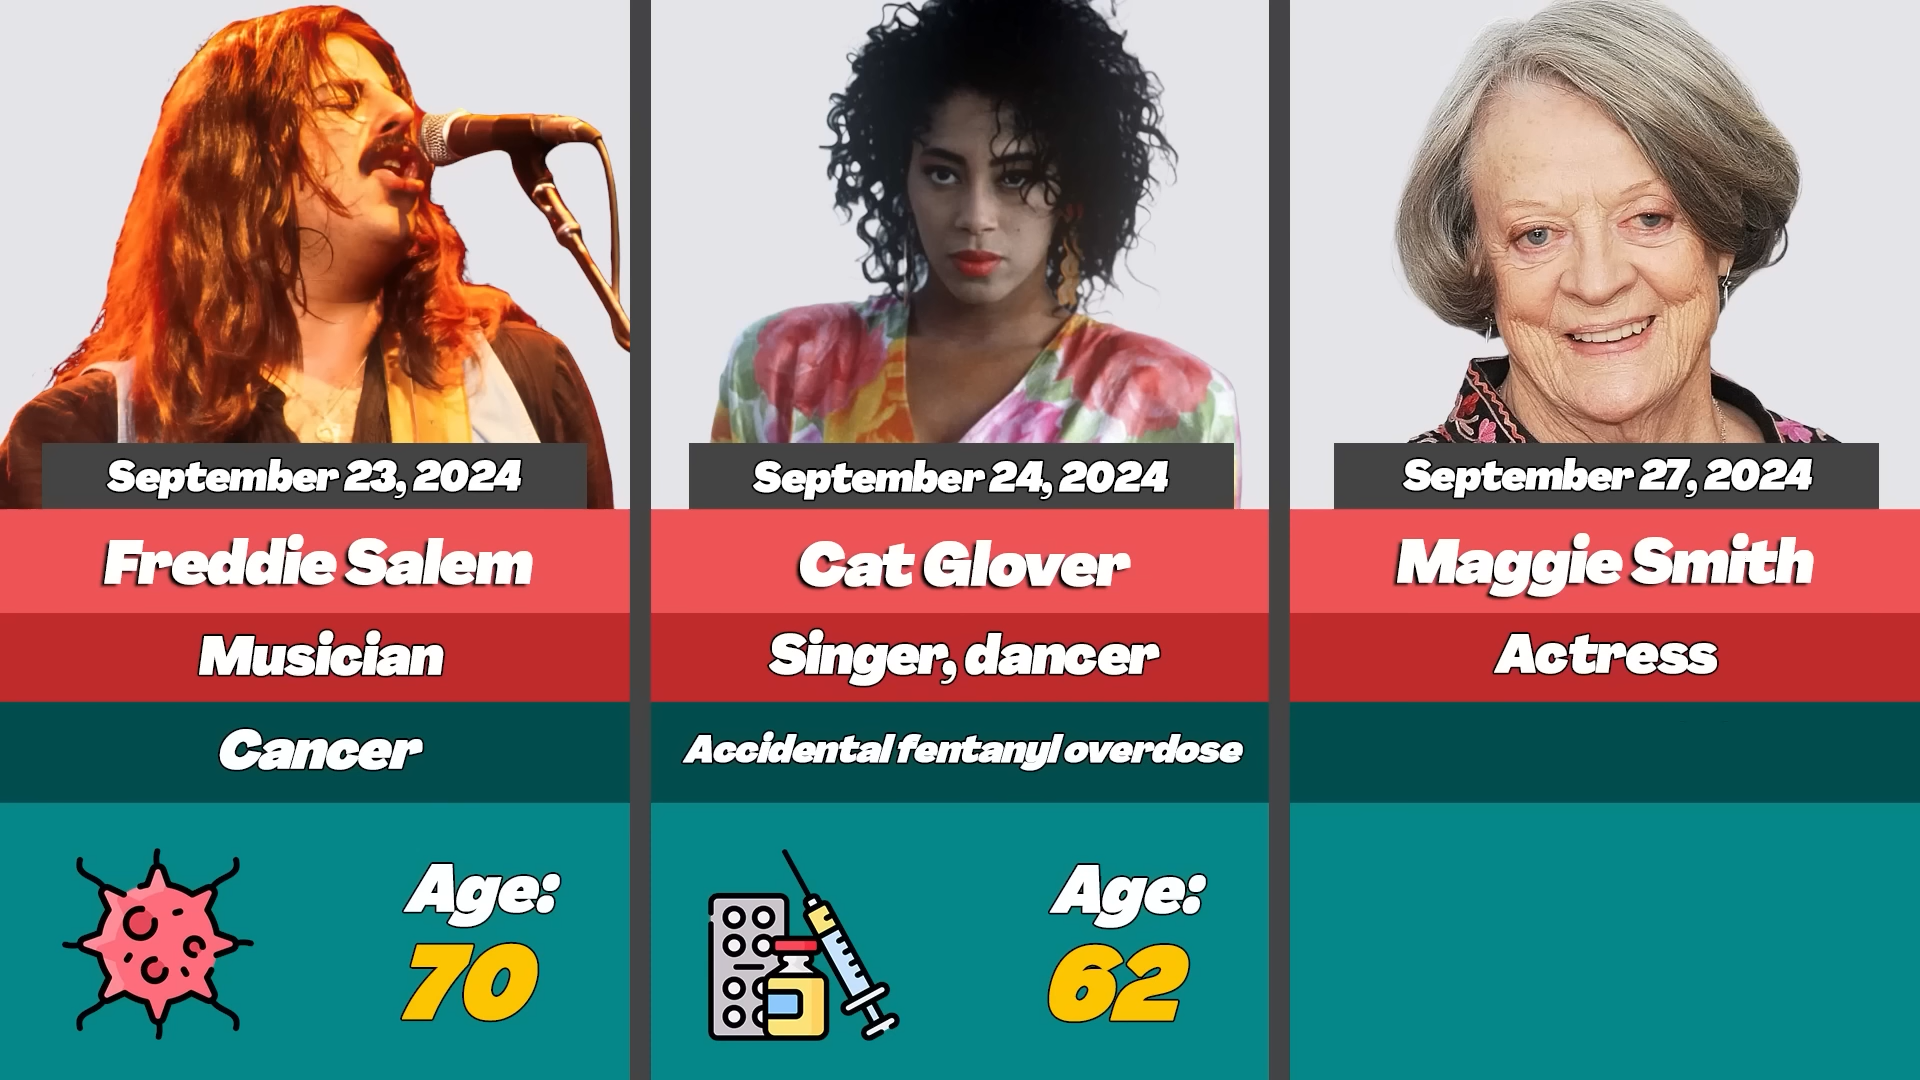 September 23, 2024
Freddie Salem
Musician
Cancer
Age:
70
September 24, 2024
Cat Glover
Singer, dancer
Accidental fentanyl overdose
Age:
62
September 27, 2024
Maggie Smith
Actress